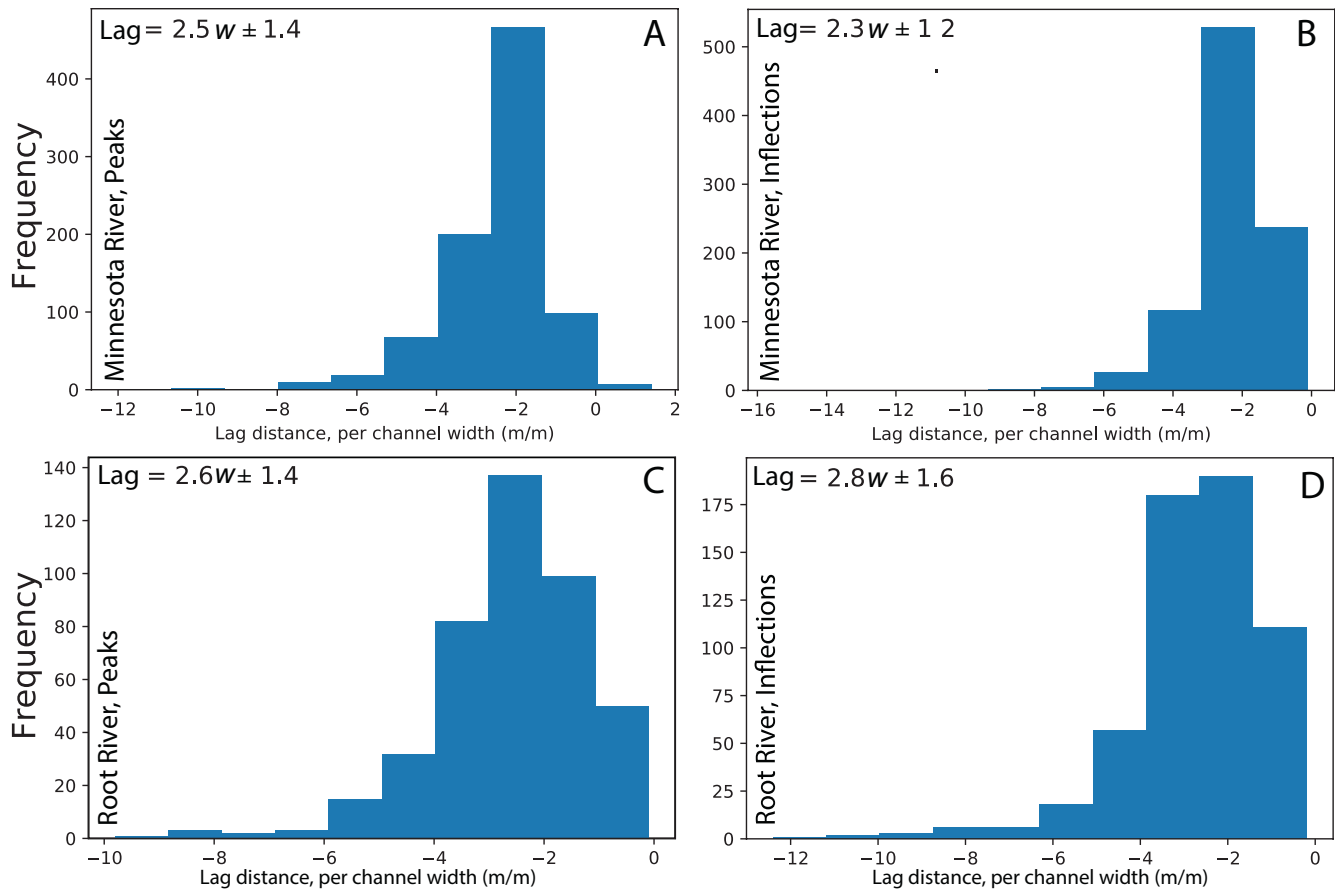 Lag= 2.5w ± 1.4
A
Frequency
Minnesota River, Peaks
400
300
200
100
0
−12 −10 −8 −6 −4 −2 0 2
Lag distance, per channel width (m/m)
Lag= 2.3w ± 1 2
B
Minnesota River, Inflections
500
400
300
200
100
0
−16 −14 −12 −10 −8 −6 −4 −2 0
Lag distance, per channel width (m/m)
Lag = 2.6w ± 1.4
C
Frequency
Root River, Peaks
140
120
100
80
60
40
20
0
−10 −8 −6 −4 −2 0
Lag distance, per channel width (m/m)
Lag = 2.8w ± 1.6
D
Root River, Inflections
175
150
125
100
75
50
25
0
−12 −10 −8 −6 −4 −2 0
Lag distance, per channel width (m/m)